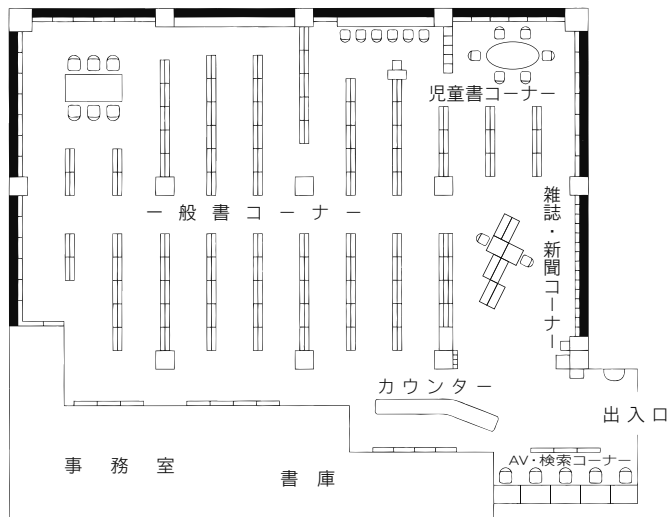 児童書コーナー
一般書コーナー
雑誌・新聞コーナー
カウンター
出入口
AV・検索コーナー
事務室
書庫